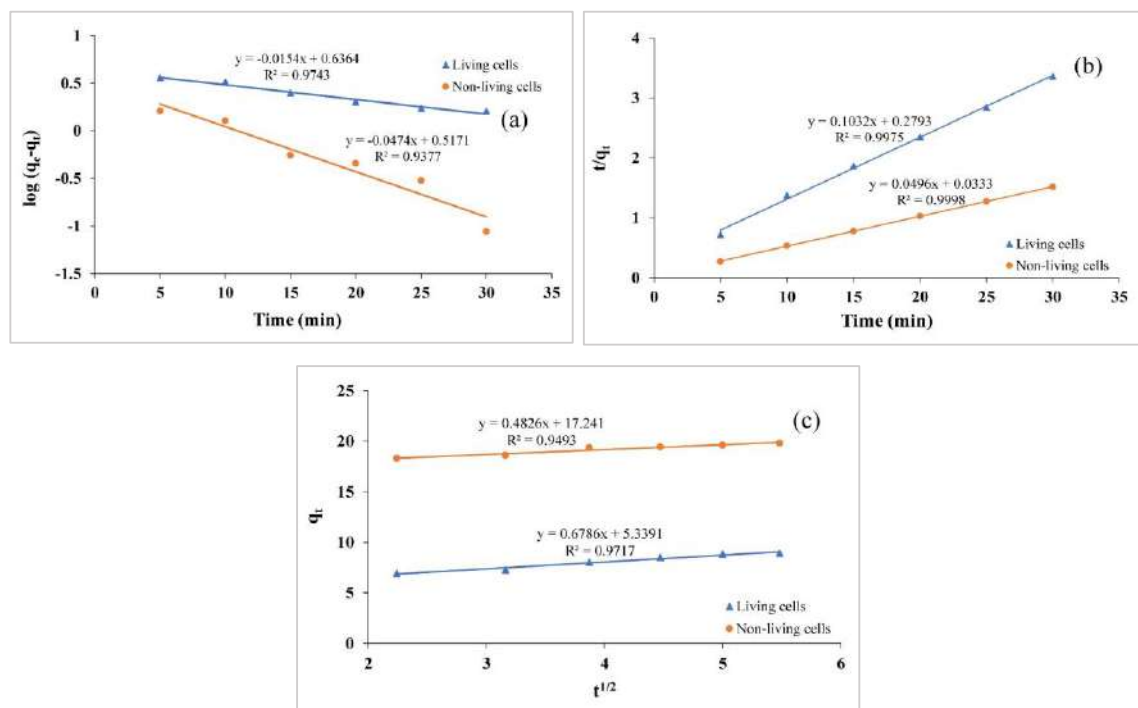 1
0.5
0
-0.5
-1
-1.5
log (qe-qt)
y = -0.0154x + 0.6364
R² = 0.9743
Living cells
Non-living cells
(a)
y = -0.0474x + 0.5171
R² = 0.9377
0 5 10 15 20 25 30 35
Time (min)
4
3
2
1
0
t/qt
(b)
y = 0.1032x + 0.2793
R² = 0.9975
y = 0.0496x + 0.0333
R² = 0.9998
Living cells
Non-living cells
0 5 10 15 20 25 30 35
Time (min)
25
20
15
10
5
0
qt
(c)
y = 0.4826x + 17.241
R² = 0.9493
y = 0.6786x + 5.3391
R² = 0.9717
Living cells
Non-living cells
2 3 4 5 6
t1/2